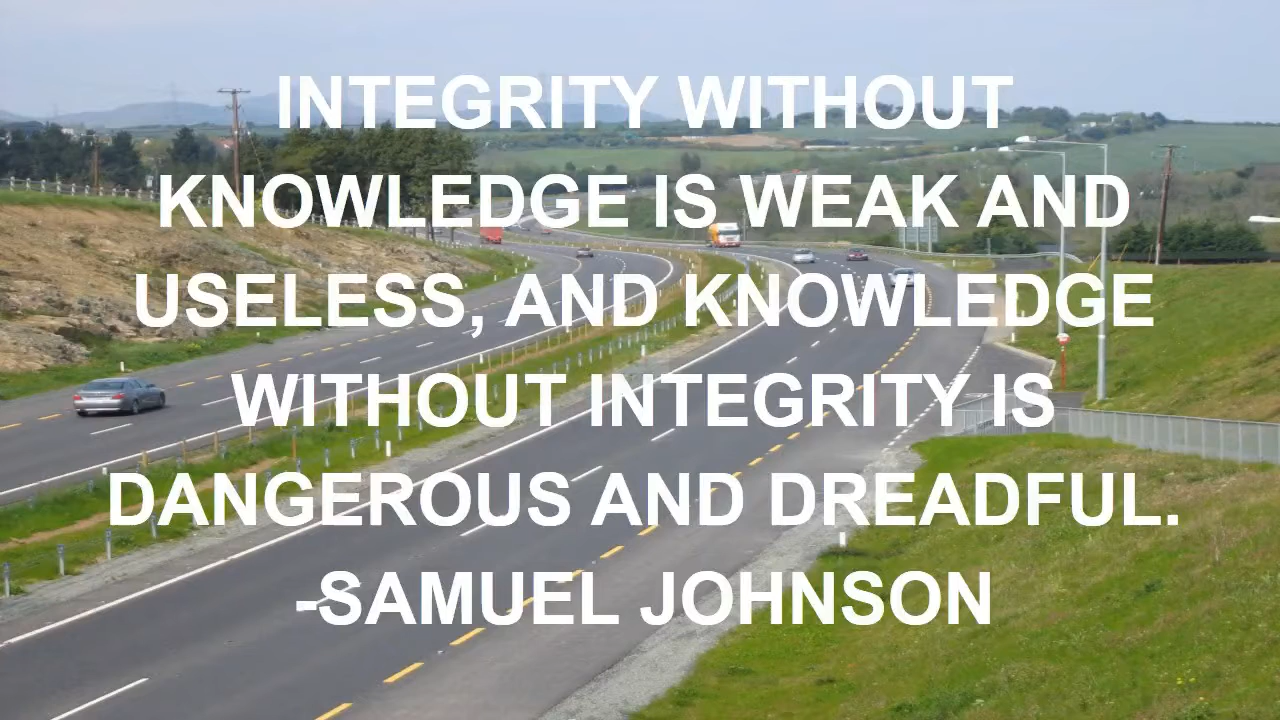 INTEGRITY WITHOUT
KNOWLEDGE IS WEAK AND
USELESS, AND KNOWLEDGE
WITHOUT INTEGRITY IS
DANGEROUS AND DREADFUL.
-SAMUEL JOHNSON